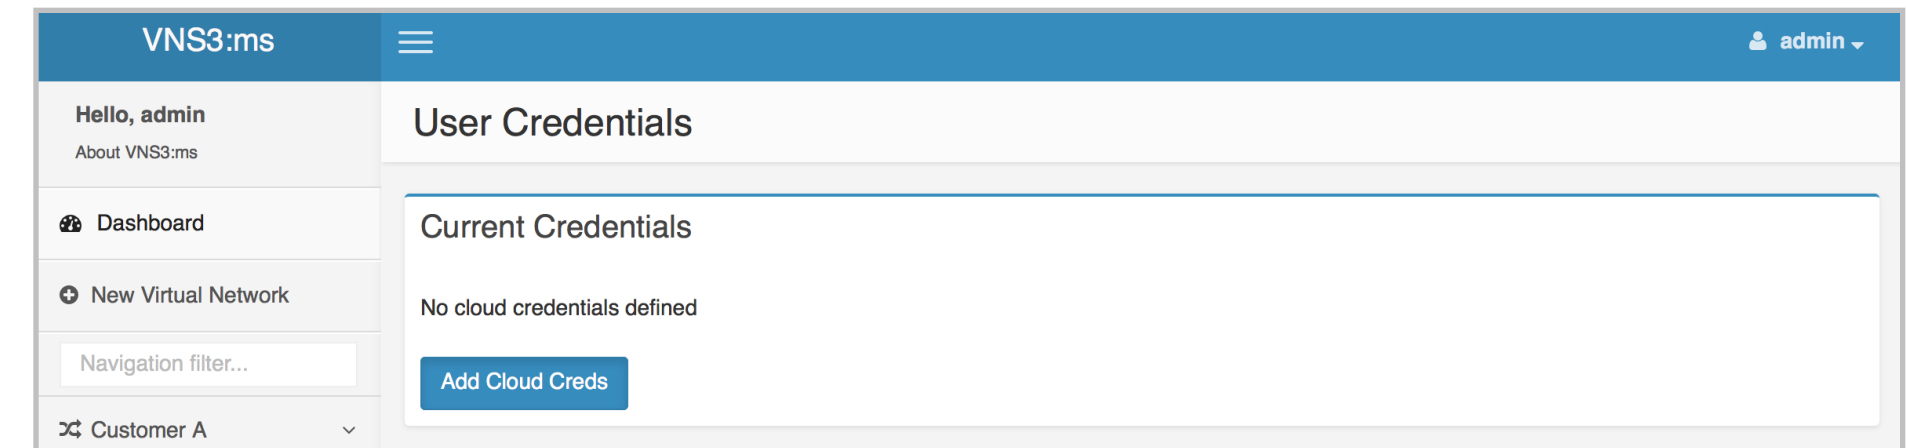 VNS3:ms
admin
Hello, admin
About VNS3:ms
User Credentials
Dashboard
New Virtual Network
Navigation filter...
Customer A
Current Credentials
No cloud credentials defined
Add Cloud Creds